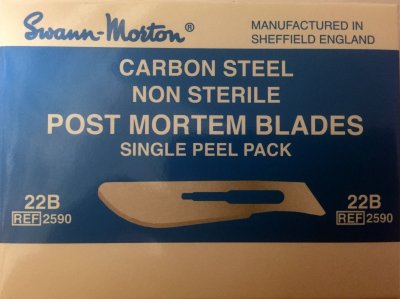 Swann-Morton®
MANUFACTURED IN
SHEFFIELD ENGLAND
CARBON STEEL
NON STERILE
POST MORTEM BLADES
SINGLE PEEL PACK
22B
REF 2590
22B
REF 2590